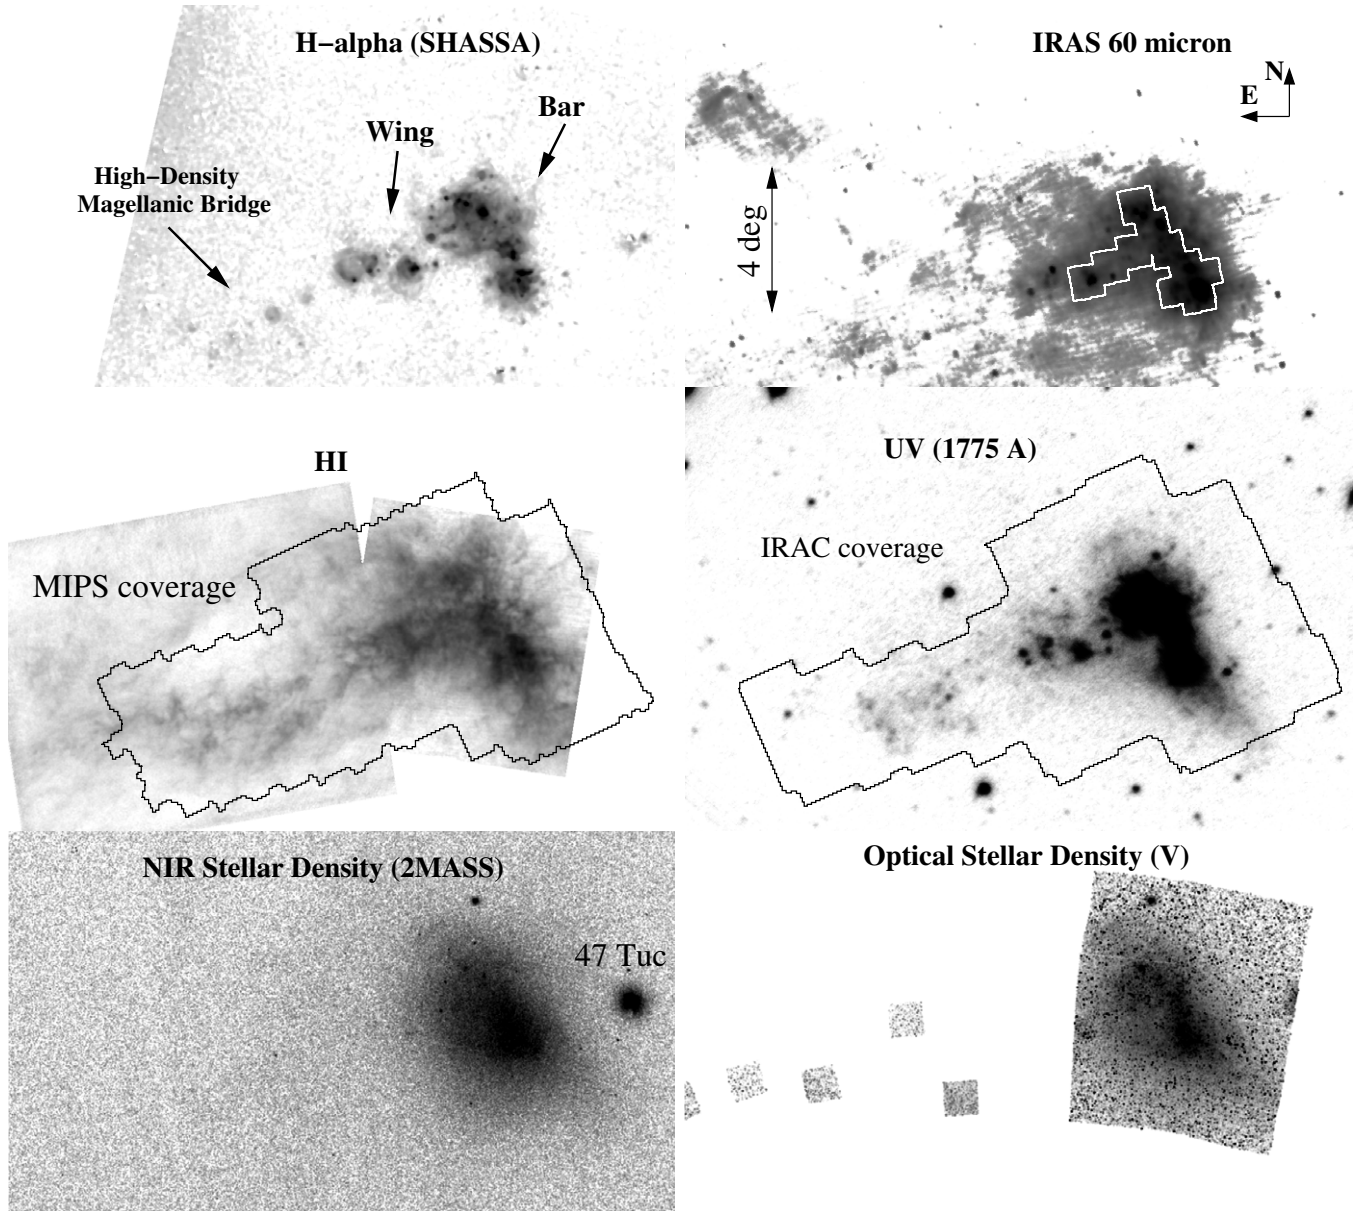 H−alpha (SHASSA)
Bar
Wing
High−Density
Magellanic Bridge
IRAS 60 micron
N
E
4 deg
HI
MIPS coverage
UV (1775 A)
IRAC coverage
NIR Stellar Density (2MASS)
47 Tuc
Optical Stellar Density (V)